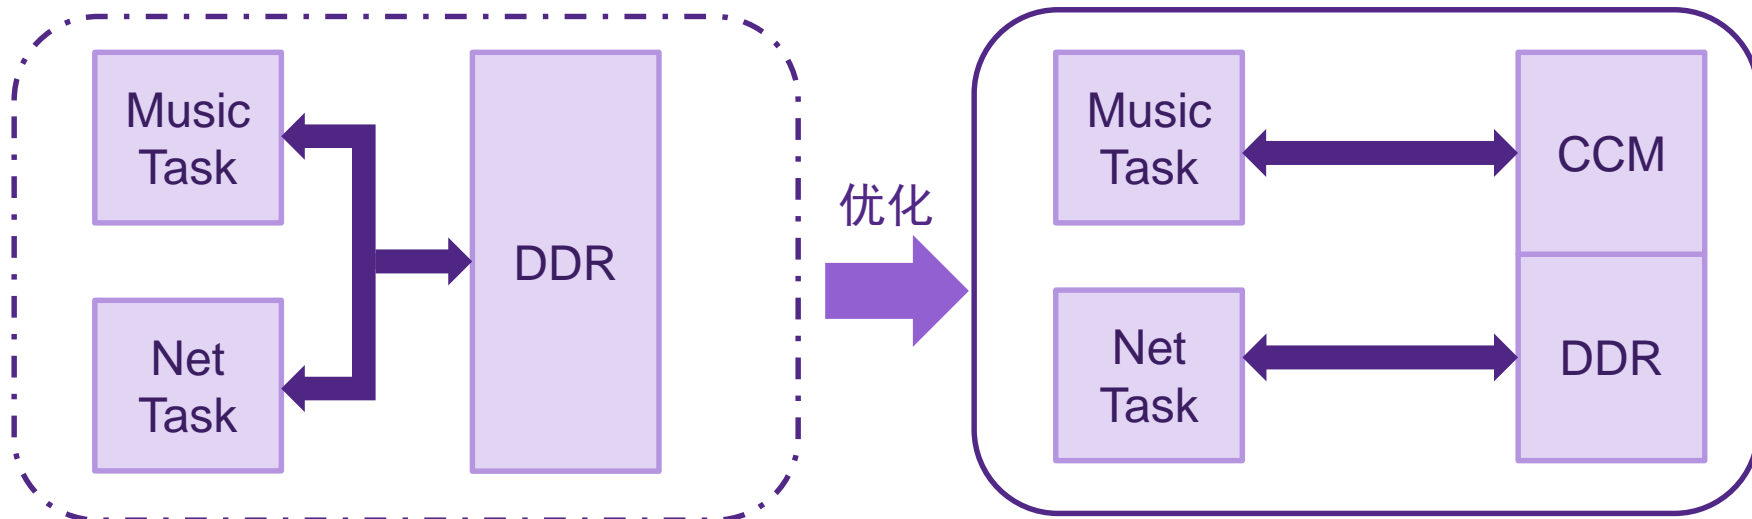 Music
Task
Net
Task
DDR
优化
Music
Task
Net
Task
CCM
DDR